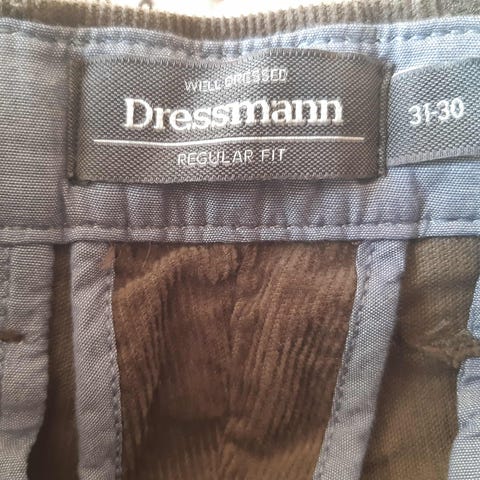 WELL DRESSED
Dressmann
REGULAR FIT
31-30